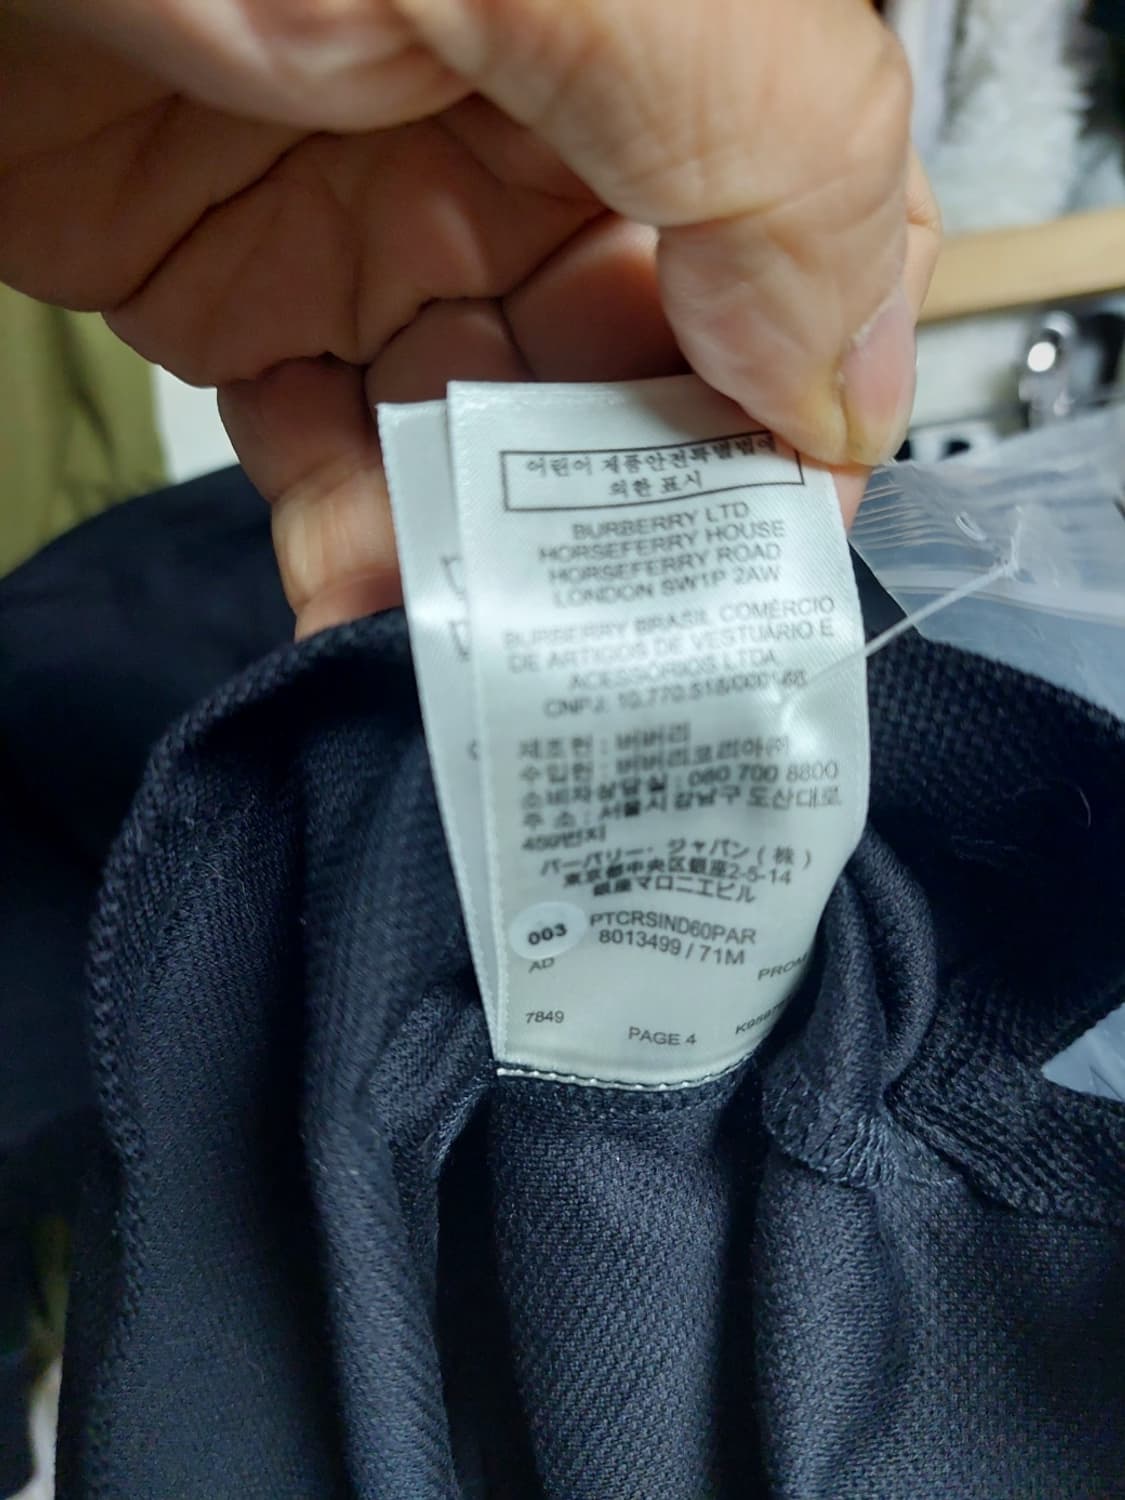 어린이 제품안전특별법에
의한 표시
BURBERRY LTD
HORSEFERRY HOUSE
HORSEFERRY ROAD
LONDON SW1P 2AW
BURBERRY BRASIL COMÉRCIO
DE ARTIGOS DE VESTUÁRIO E
ACESSÓRIOS LTDA
CNPJ. 10.770.518/0001-65
제조원 : 버버리
수입원 : 버버리코리아㈜
소비자상담실 : 080 700 8800
주 소 : 서울시 강남구 도산대로
459번지
バーバリー・ジャパン(株)
東京都中央区銀座2-5-14
銀座マロニエビル
003
PTCRSIND60PAR
8013499 / 71M
AD
7849
PAGE 4